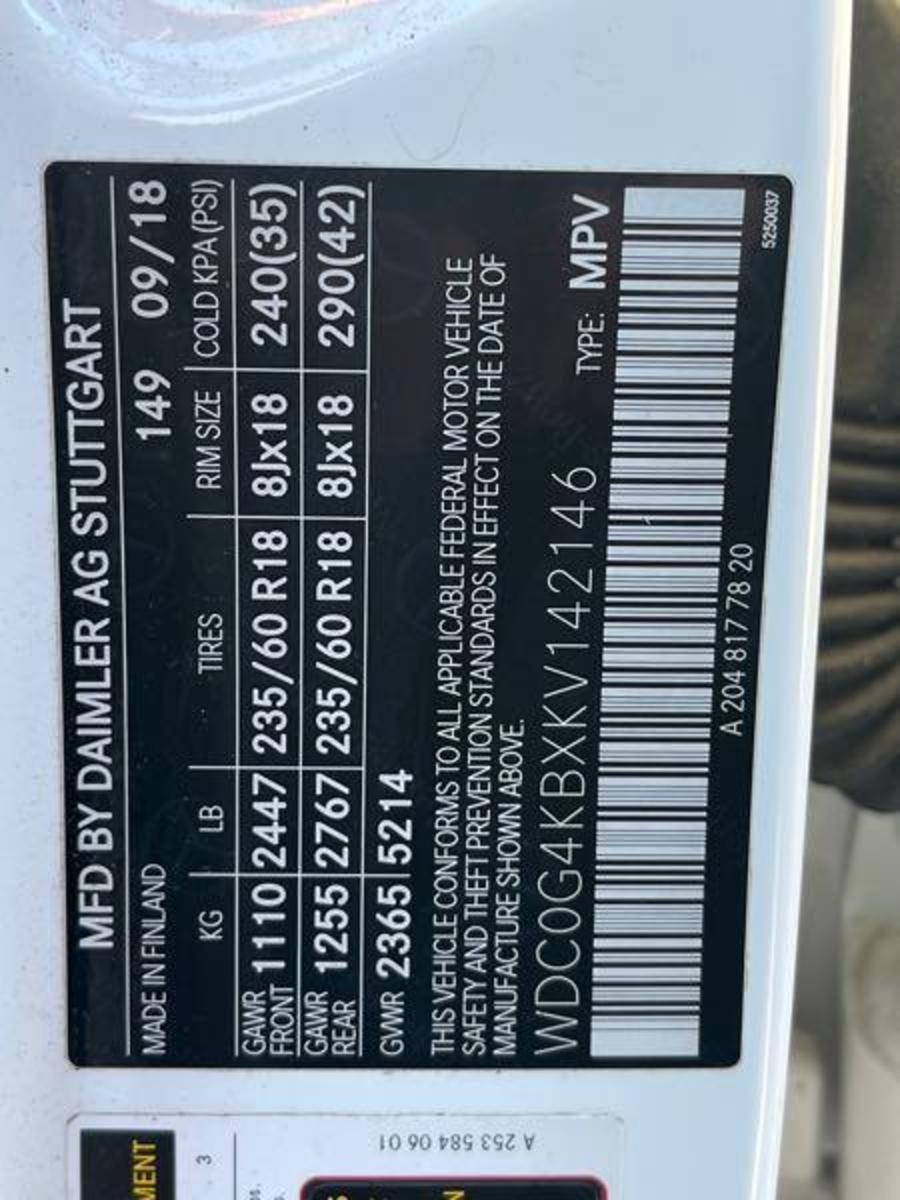 MFD BY DAIMLER AG STUTTGART
MADE IN FINLAND 149 09/18
KG LB TIRES RIM SIZE COLD KPA (PSI)
GAWR FRONT 1110 2447 235/60 R18 8Jx18 240(35)
GAWR REAR 1255 2767 235/60 R18 8Jx18 290(42)
GVWR 2365 5214
THIS VEHICLE CONFORMS TO ALL APPLICABLE FEDERAL MOTOR VEHICLE
SAFETY AND THEFT PREVENTION STANDARDS IN EFFECT ON THE DATE OF
MANUFACTURE SHOWN ABOVE.
WDC0G4KBXKV142146 TYPE: MPV
A 204 817 78 20
5250037
MENT
3
A 253 584 06 01